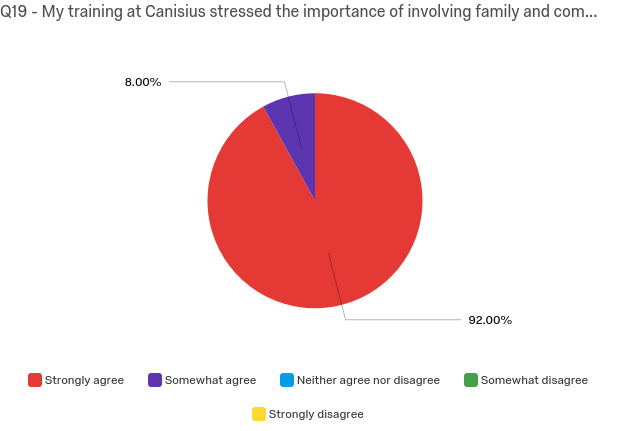 Q19 - My training at Canisius stressed the importance of involving family and com...
8.00%
92.00%
Strongly agree
Somewhat agree
Neither agree nor disagree
Somewhat disagree
Strongly disagree